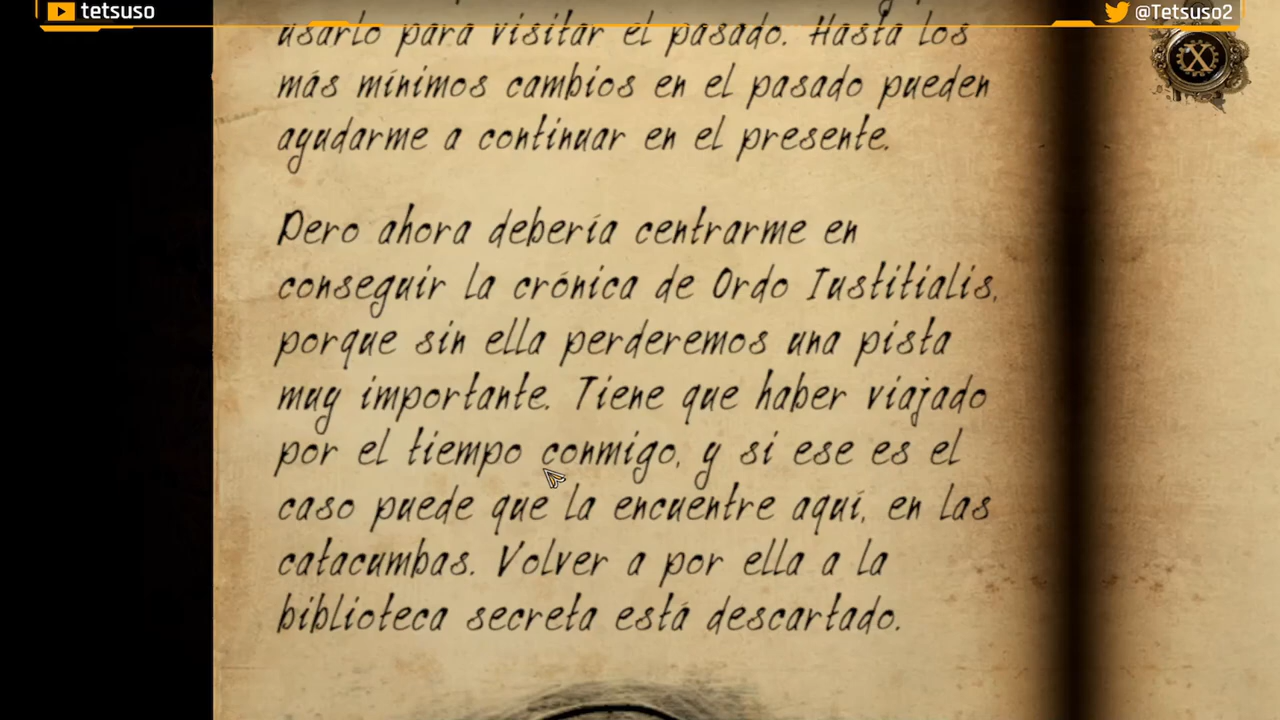 tetsuso
@Tetsuso2
usarlo para visitar el pasado. Hasta los
más mínimos cambios en el pasado pueden
ayudarme a continuar en el presente.
Pero ahora debería centrarme en
conseguir la crónica de Ordo Iustitialis,
porque sin ella perderemos una pista
muy importante. Tiene que haber viajado
por el tiempo conmigo, y si ese es el
caso puede que la encuentre aquí, en las
catacumbas. Volver a por ella a la
biblioteca secreta está descartado.
X